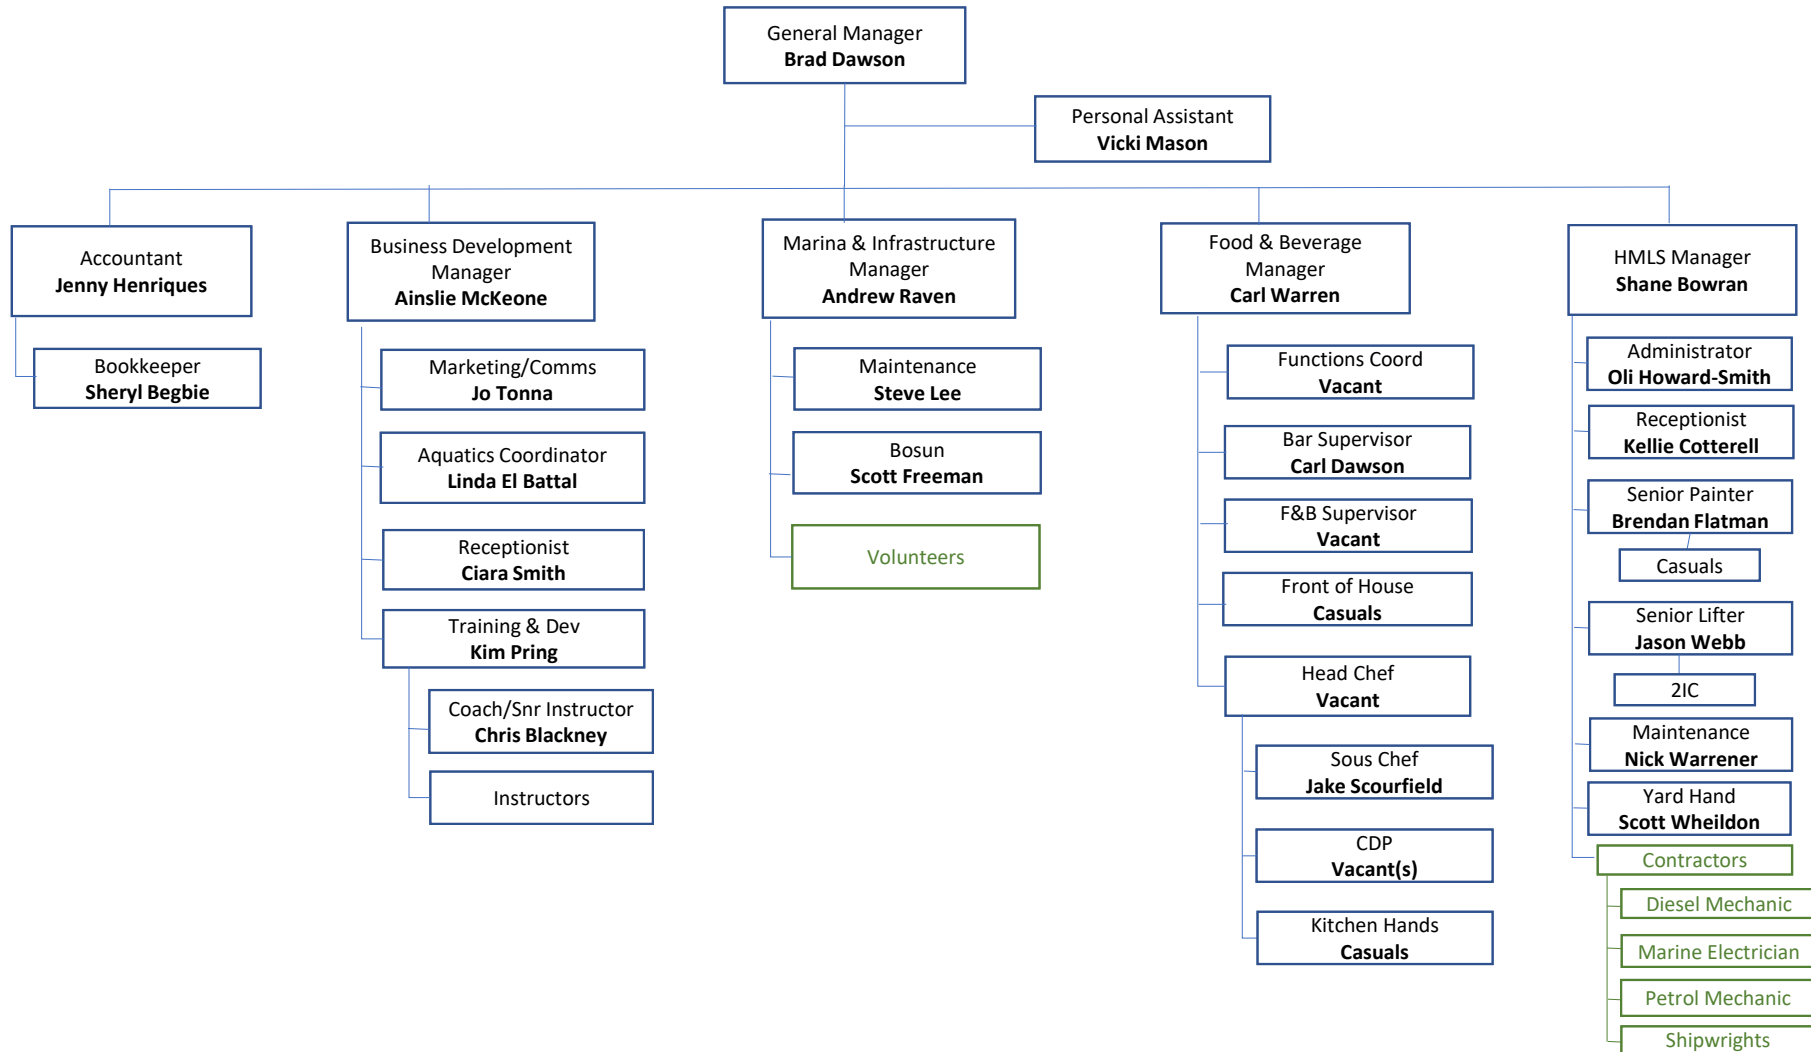 General Manager
Brad Dawson
Personal Assistant
Vicki Mason
Accountant
Jenny Henriques
Bookkeeper
Sheryl Begbie
Business Development
Manager
Ainslie McKeone
Marketing/Comms
Jo Tonna
Aquatics Coordinator
Linda El Battal
Receptionist
Ciara Smith
Training & Dev
Kim Pring
Coach/Snr Instructor
Chris Blackney
Instructors
Marina & Infrastructure
Manager
Andrew Raven
Maintenance
Steve Lee
Bosun
Scott Freeman
Volunteers
Food & Beverage
Manager
Carl Warren
Functions Coord
Vacant
Bar Supervisor
Carl Dawson
F&B Supervisor
Vacant
Front of House
Casuals
Head Chef
Vacant
Sous Chef
Jake Scourfield
CDP
Vacant(s)
Kitchen Hands
Casuals
HMLS Manager
Shane Bowran
Administrator
Oli Howard-Smith
Receptionist
Kellie Cotterell
Senior Painter
Brendan Flatman
Casuals
Senior Lifter
Jason Webb
2IC
Maintenance
Nick Warrener
Yard Hand
Scott Wheildon
Contractors
Diesel Mechanic
Marine Electrician
Petrol Mechanic
Shipwrights